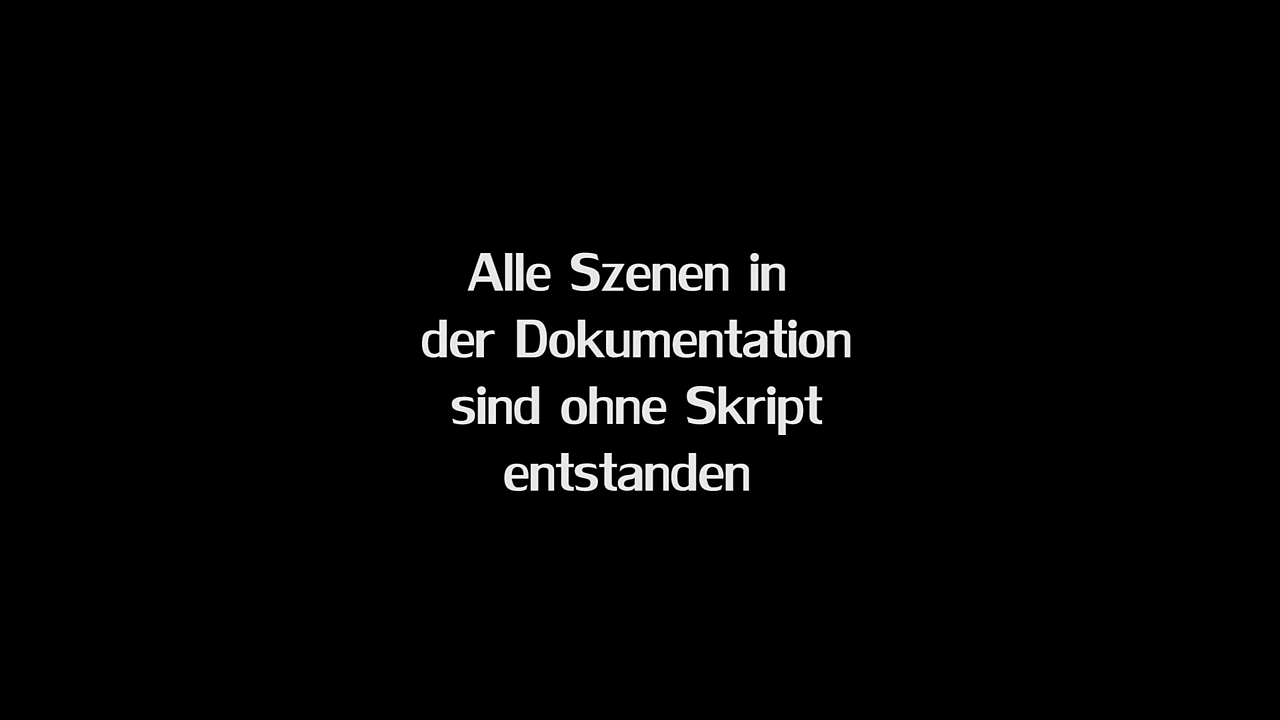 Alle Szenen in
der Dokumentation
sind ohne Skript
entstanden